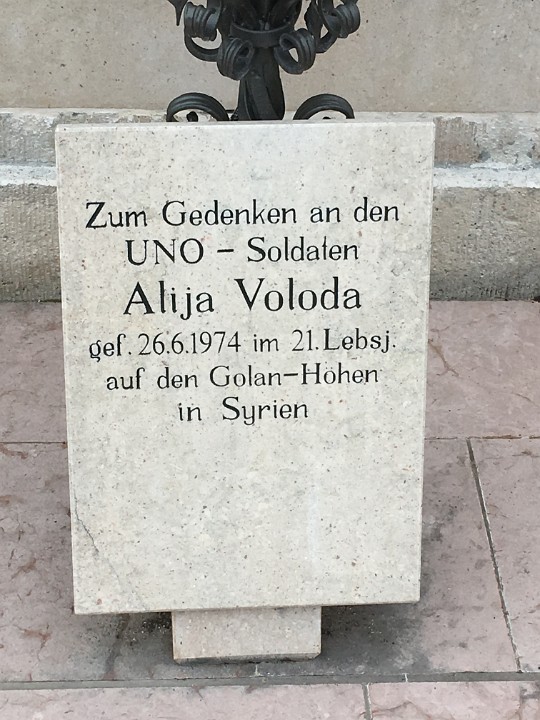 Zum Gedenken an den
UNO – Soldaten
Alija Voloda
gef. 26.6.1974 im 21. Lebsj.
auf den Golan-Höhen
in Syrien